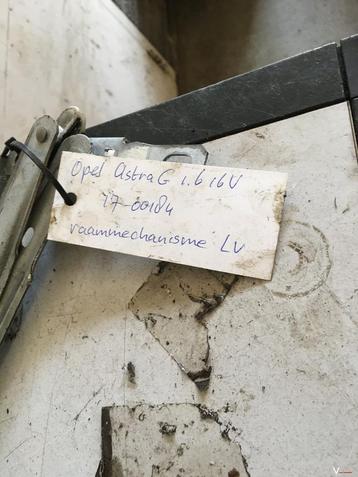 Opel Astra G 1.6 16V
17-00184
raammechanisme Lv